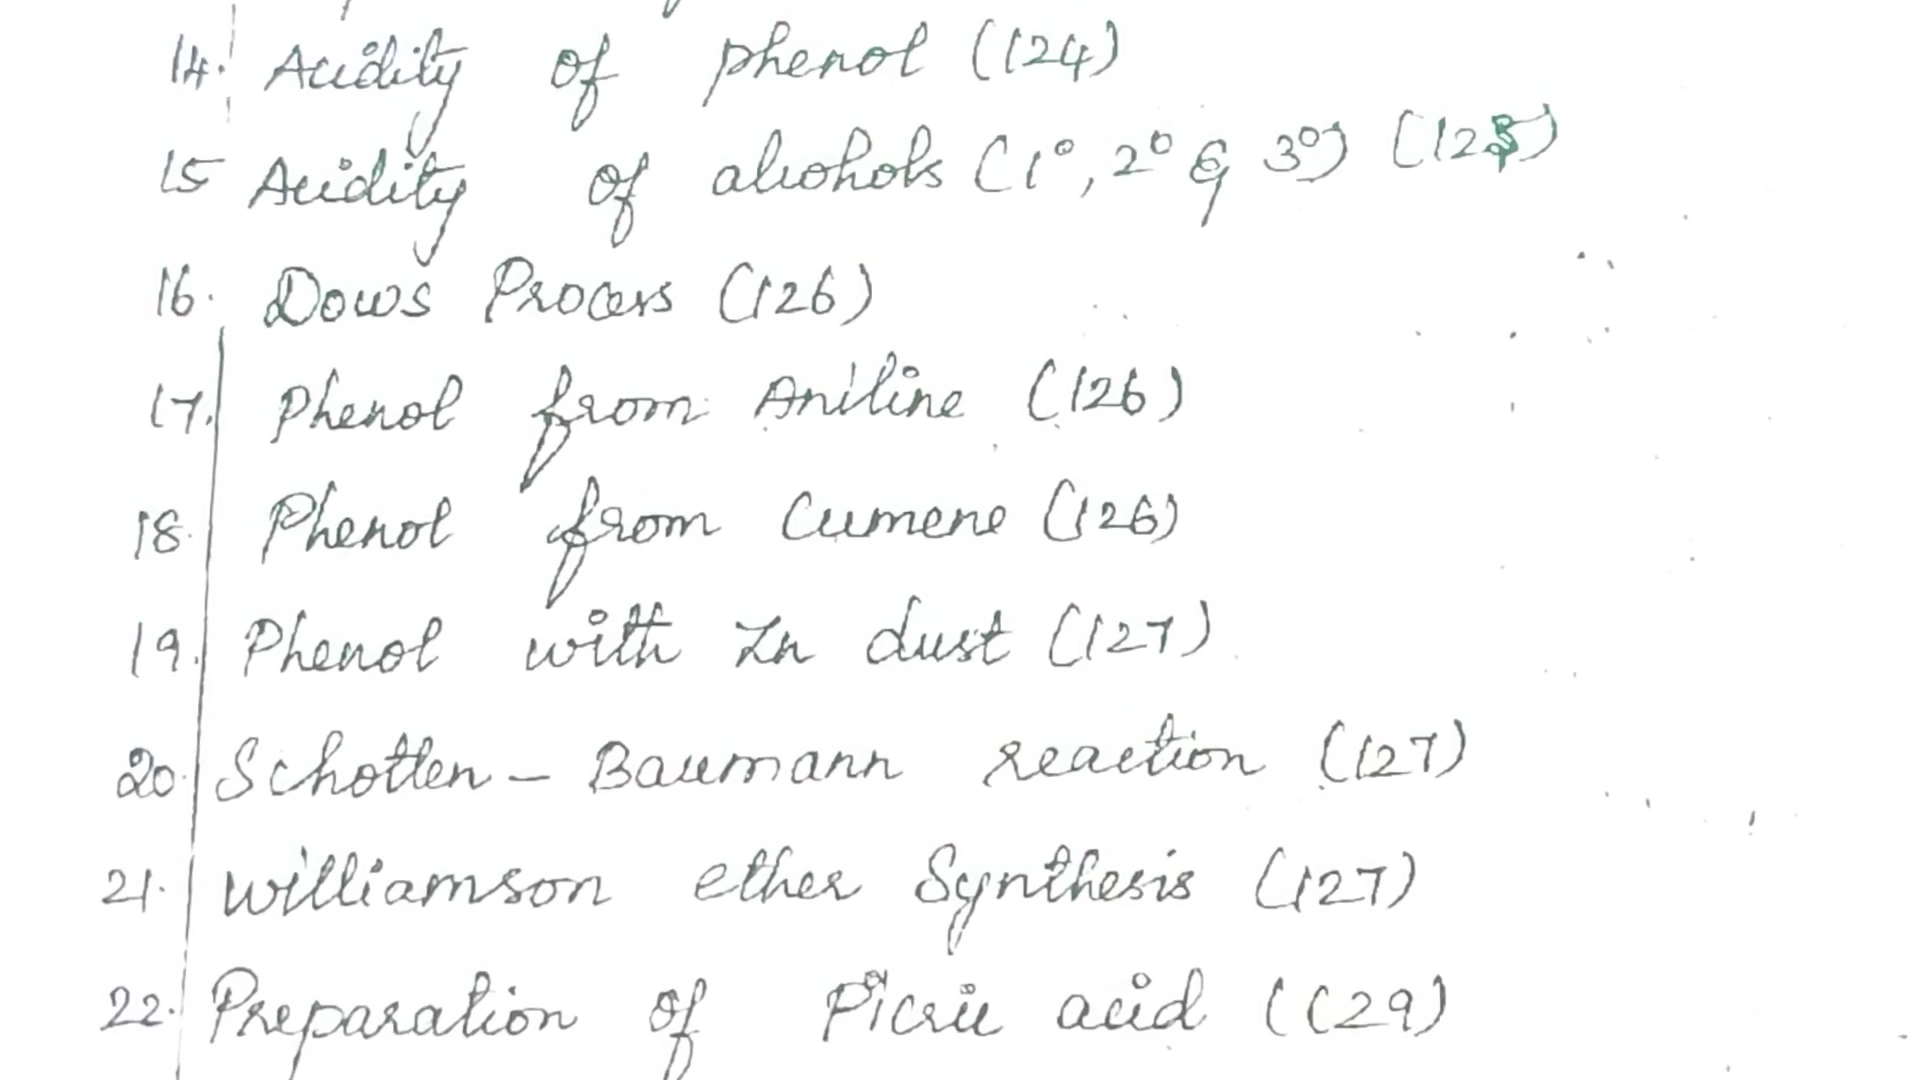 14. Acidity of phenol (124)
15 Acidity of alcohols (1°, 2° & 3°) (125)
16. Dows Process (126)
17. Phenol from Aniline (126)
18. Phenol from Cumene (126)
19. Phenol with Zn dust (127)
20. Schotten - Baumann reaction (127)
21. Williamson ether Synthesis (127)
22. Preparation of Picric acid (129)